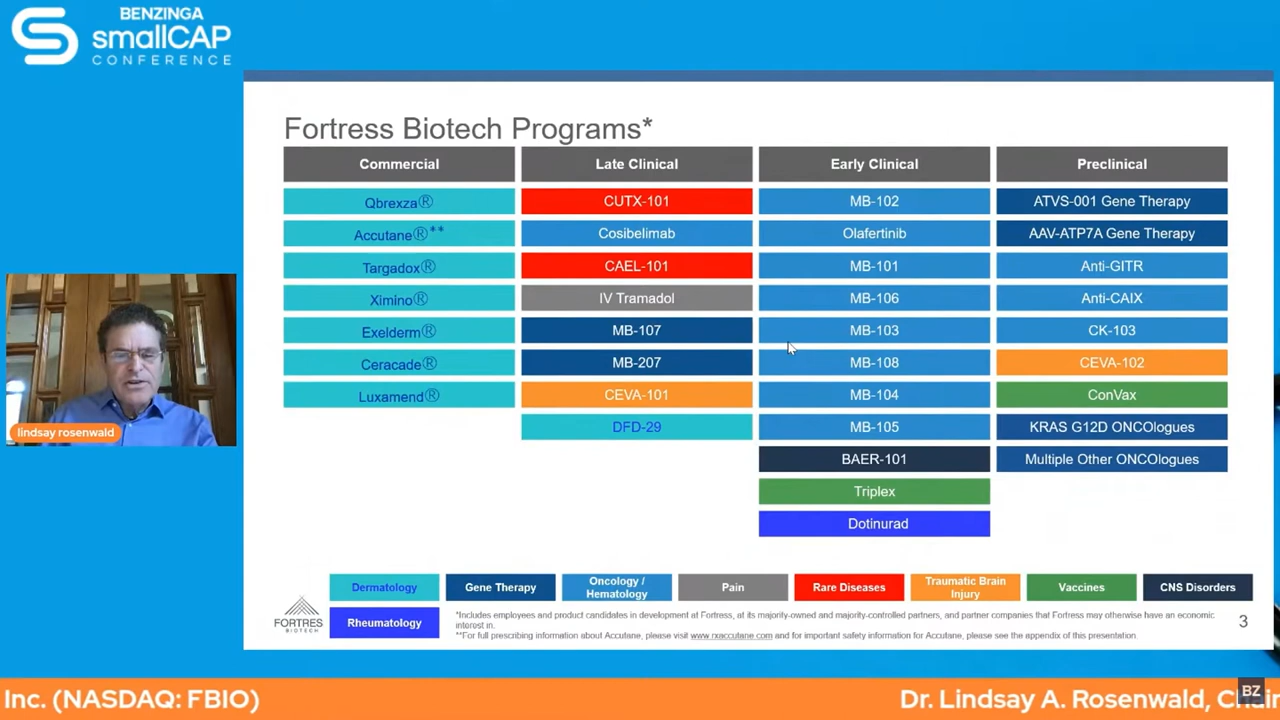 BENZINGA
smallCAP
CONFERENCE
Fortress Biotech Programs*
Commercial
Late Clinical
Early Clinical
Preclinical
Qbrexza®
CUTX-101
MB-102
ATVS-001 Gene Therapy
Accutane®**
Cosibelimab
Olafertinib
AAV-ATP7A Gene Therapy
Targadox®
CAEL-101
MB-101
Anti-GITR
Ximino®
IV Tramadol
MB-106
Anti-CAIX
Exelderm®
MB-107
MB-103
CK-103
Ceracade®
MB-207
MB-108
CEVA-102
Luxamend®
CEVA-101
MB-104
ConVax
DFD-29
MB-105
KRAS G12D ONCOlogues
BAER-101
Multiple Other ONCOlogues
Triplex
Dotinurad
lindsay rosenwald
Dermatology
Gene Therapy
Oncology /
Hematology
Pain
Rare Diseases
Traumatic Brain
Injury
Vaccines
CNS Disorders
Rheumatology
FORTRES
BIOTECH
*Includes employees and product candidates in development at Fortress, at its majority-owned and majority-controlled partners, and partner companies that Fortress may otherwise have an economic
interest in.
**For full prescribing information about Accutane, please visit www.rxaccutane.com and for important safety information for Accutane, please see the appendix of this presentation.
3
Inc. (NASDAQ: FBIO)
Dr. Lindsay A. Rosenwald, Chair
BZ